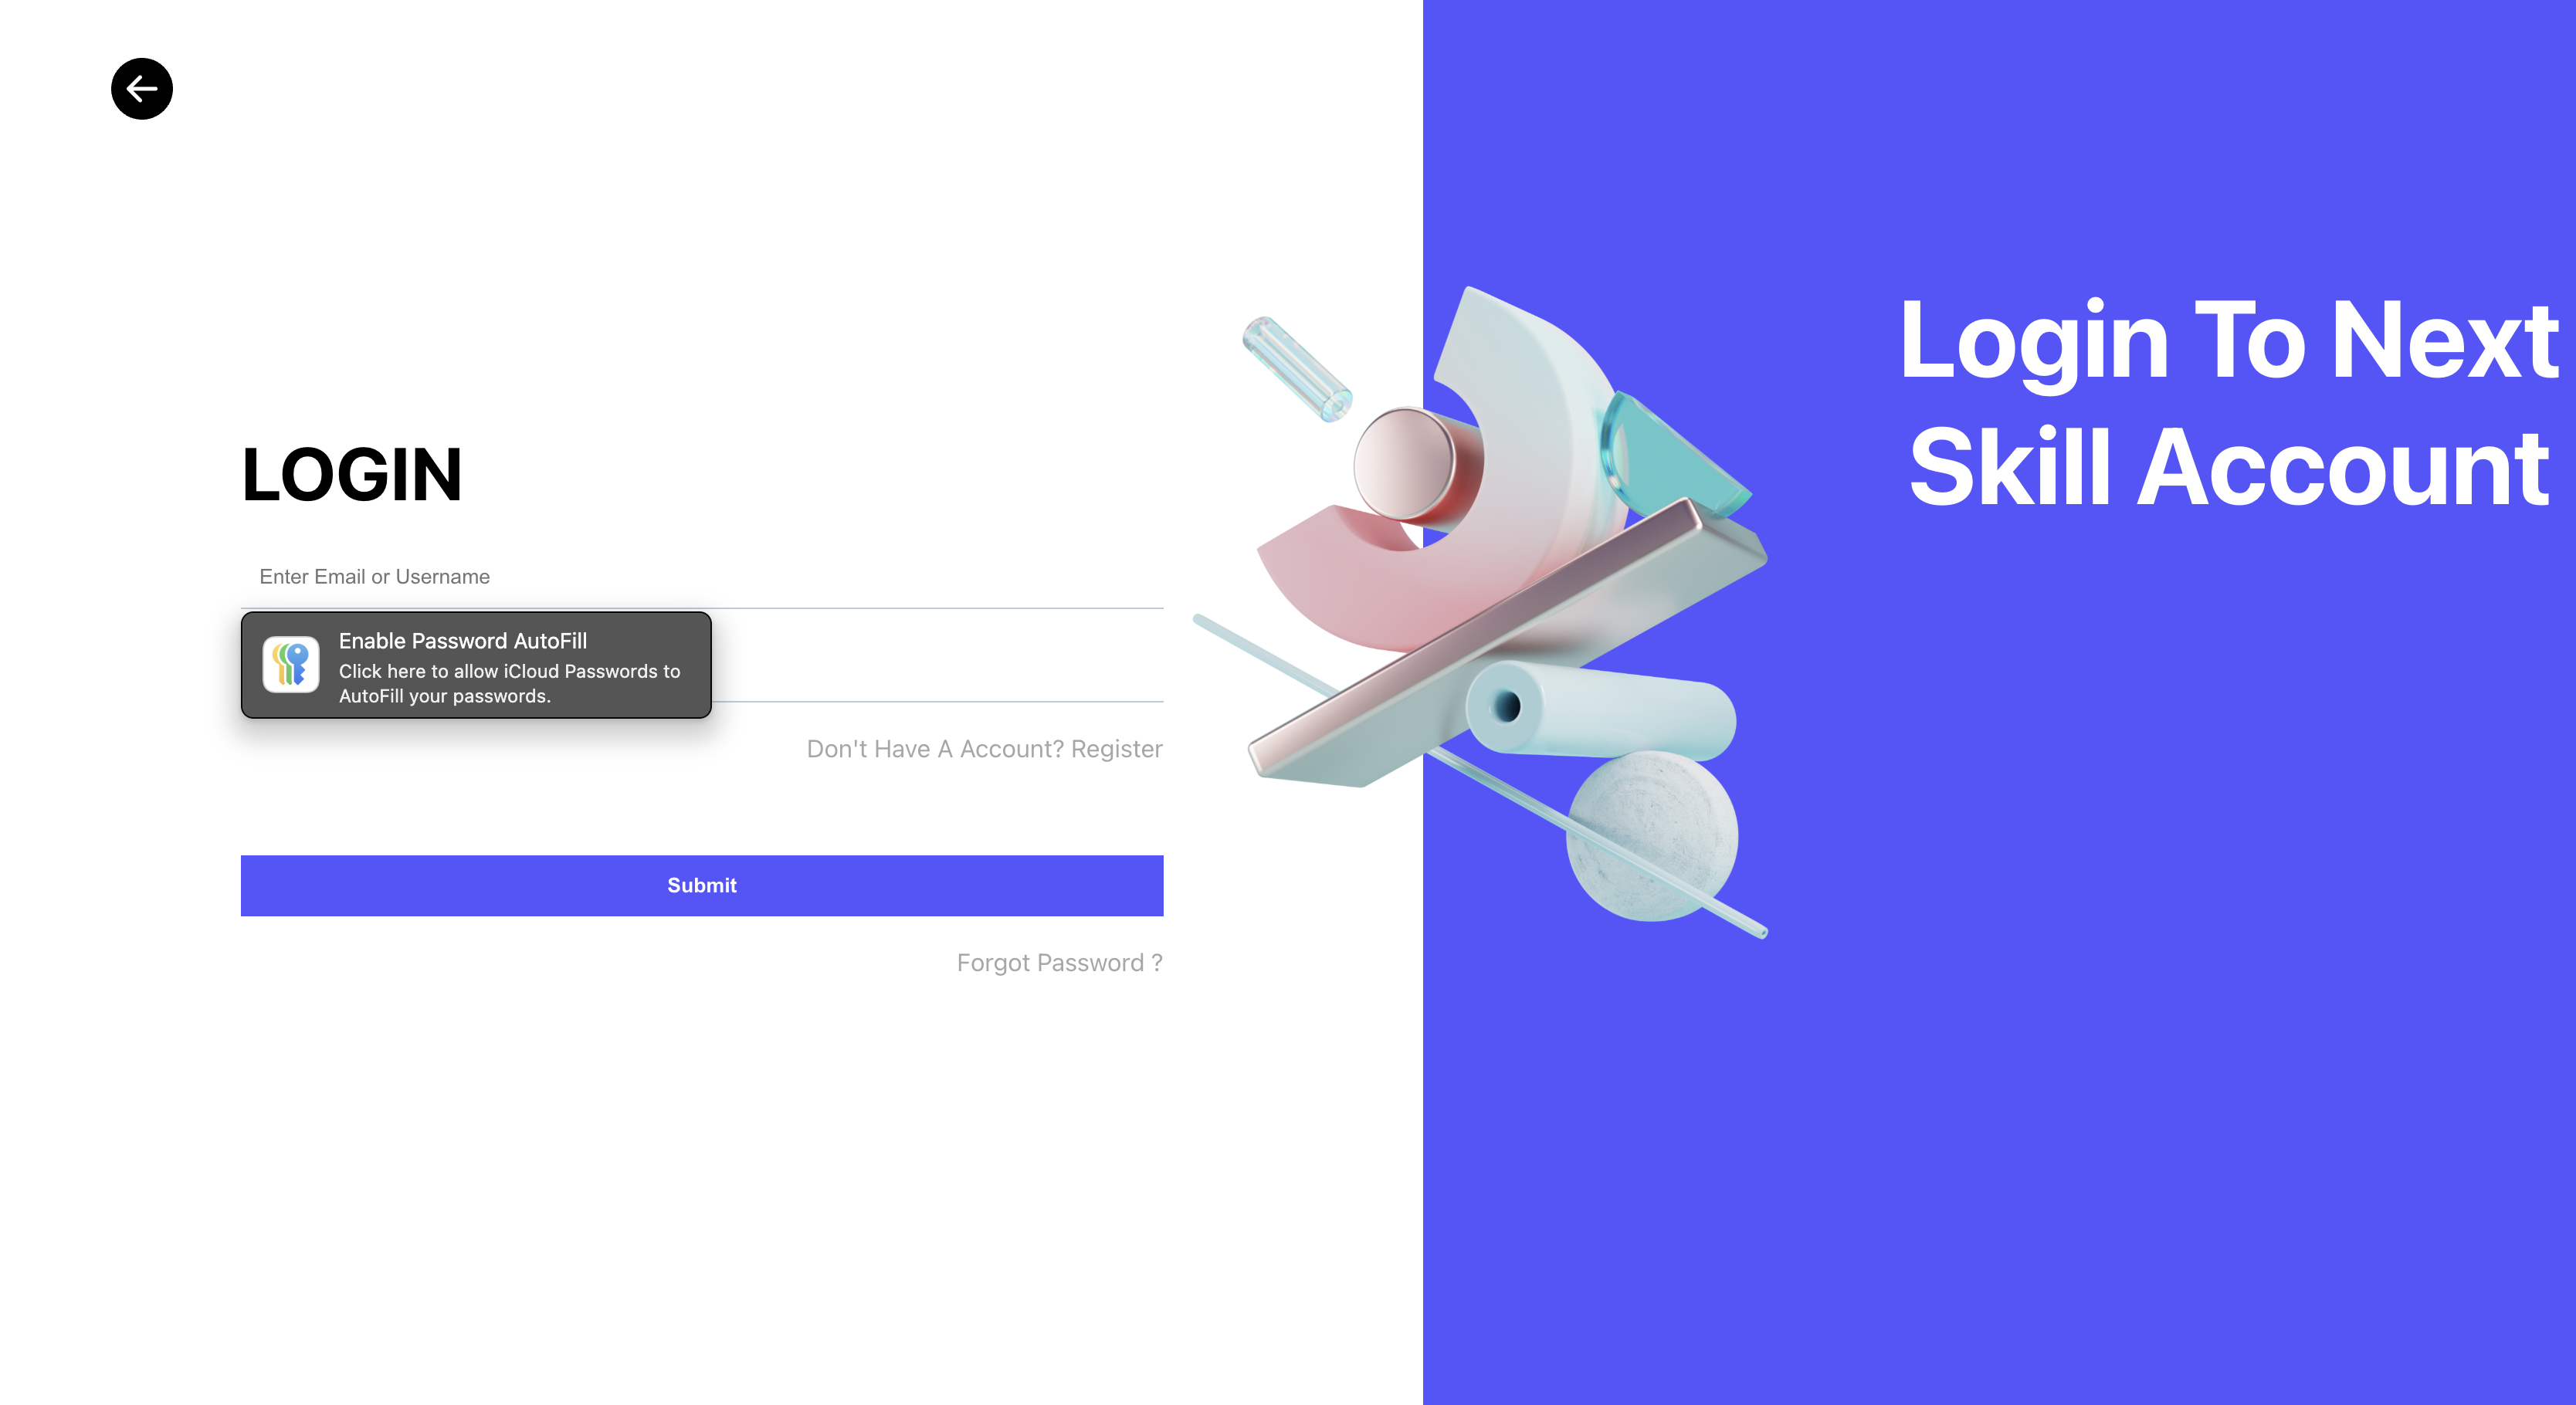 LOGIN
Enter Email or Username
Enable Password AutoFill
Click here to allow iCloud Passwords to
AutoFill your passwords.
Don't Have A Account? Register
Submit
Forgot Password ?
Login To Next
Skill Account